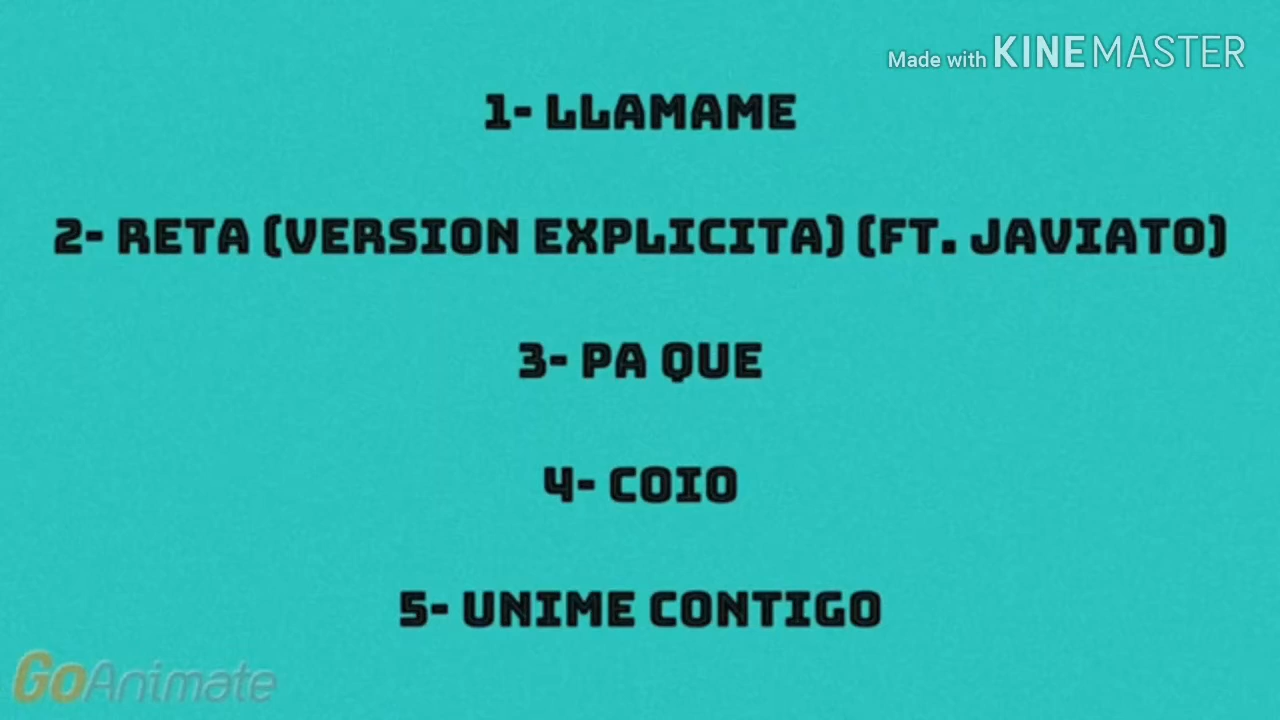 Made with KINEMASTER
1- LLAMAME
2- RETA (VERSION EXPLICITA) (FT. JAVIATO)
3- PA QUE
4- COIO
5- UNIME CONTIGO
GoAnimate